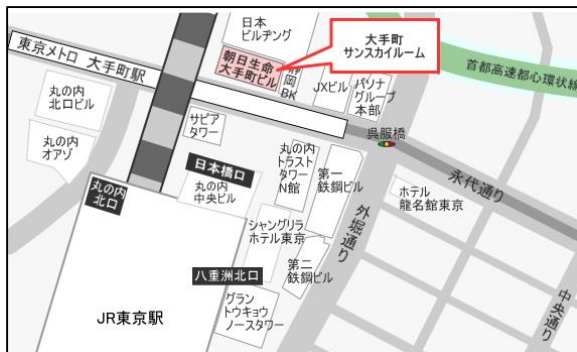 日本
ビルヂング
大手町
サンスカイルーム
朝日生命
大手町ビル
静岡
BK
JXビル
パソナ
グループ
本部
首都高速都心環状線
東京メトロ 大手町駅
丸の内
北口ビル
丸の内
オアゾ
サピア
タワー
呉服橋
日本橋口
丸の内
中央ビル
丸の内
トラスト
タワー
N館
第一
鉄鋼ビル
永代通り
ホテル
龍名館東京
丸の内
北口
シャングリラ
ホテル東京
外堀通り
八重洲北口
第二
鉄鋼ビル
中央通り
グラン
トウキョウ
ノースタワー
JR東京駅